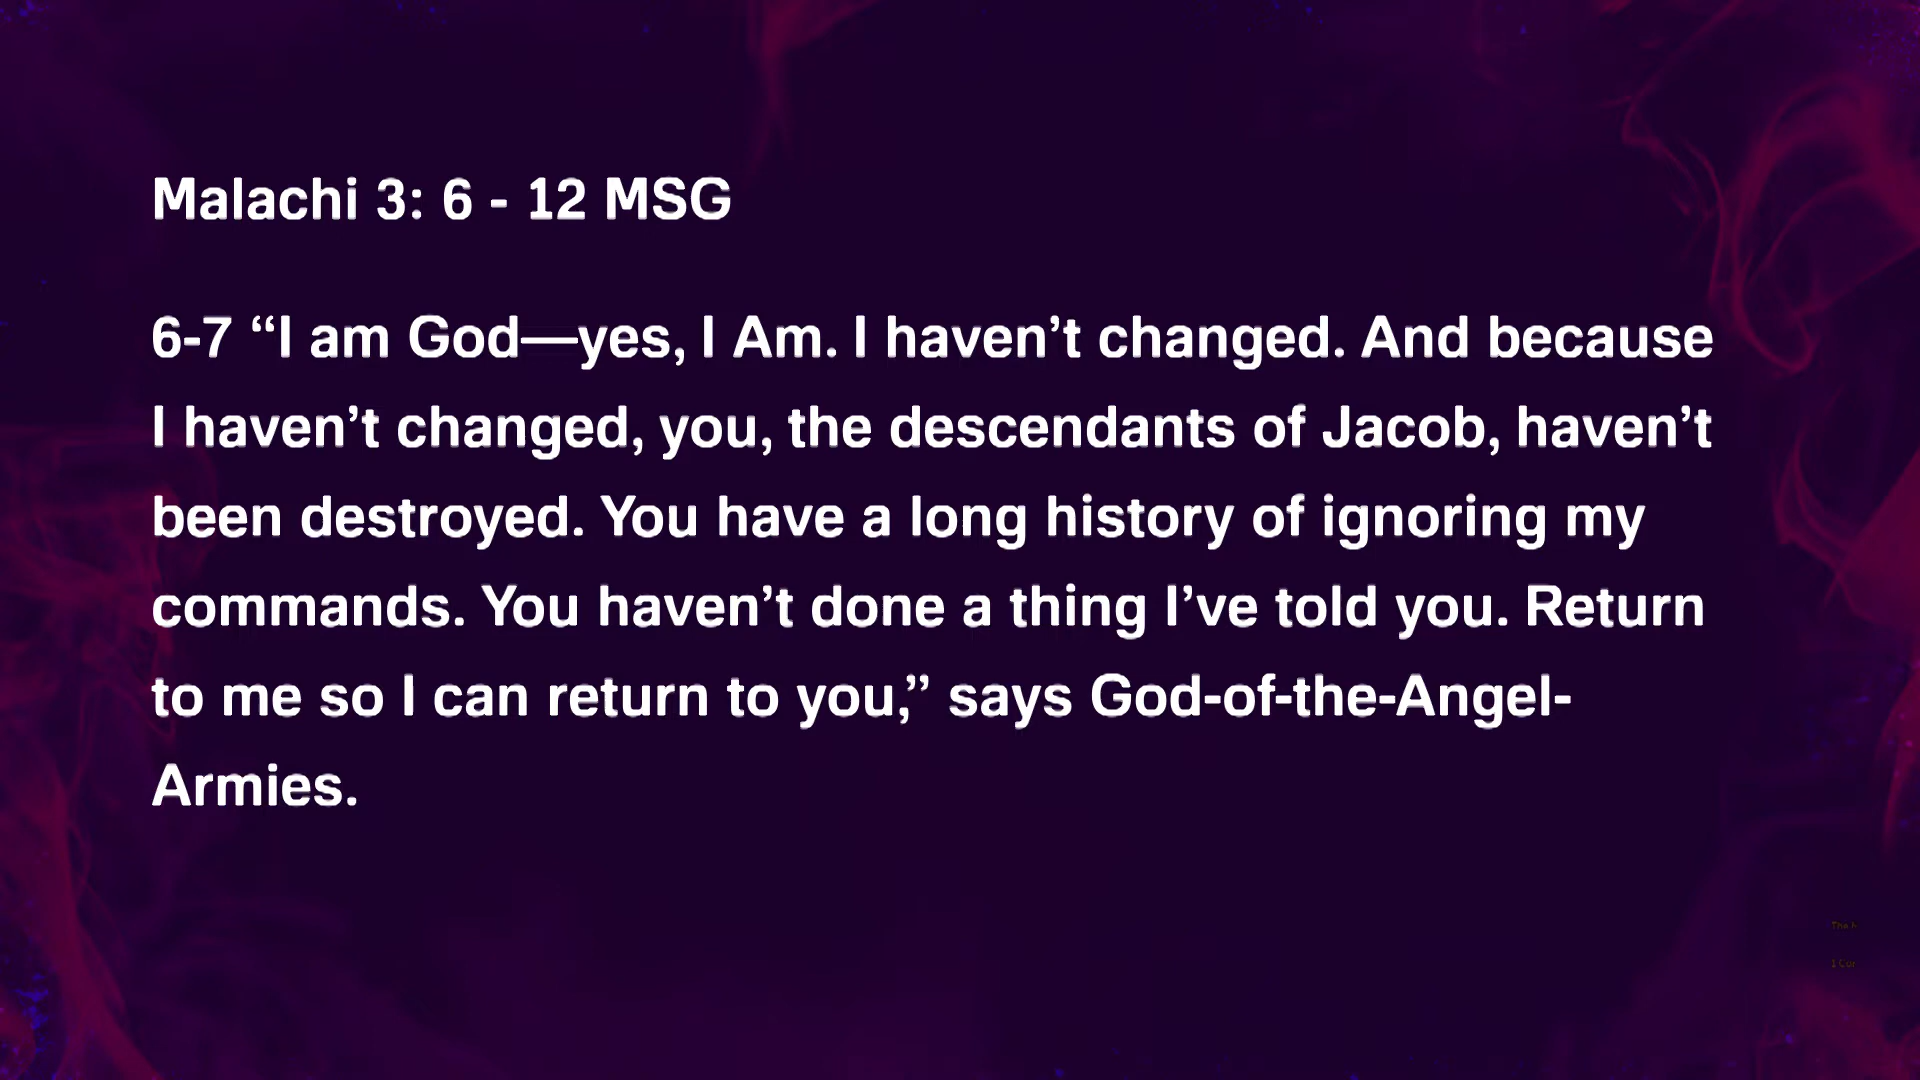 Malachi 3: 6 - 12 MSG
6-7 “I am God—yes, I Am. I haven’t changed. And because
I haven’t changed, you, the descendants of Jacob, haven’t
been destroyed. You have a long history of ignoring my
commands. You haven’t done a thing I’ve told you. Return
to me so I can return to you,” says God-of-the-Angel-
Armies.